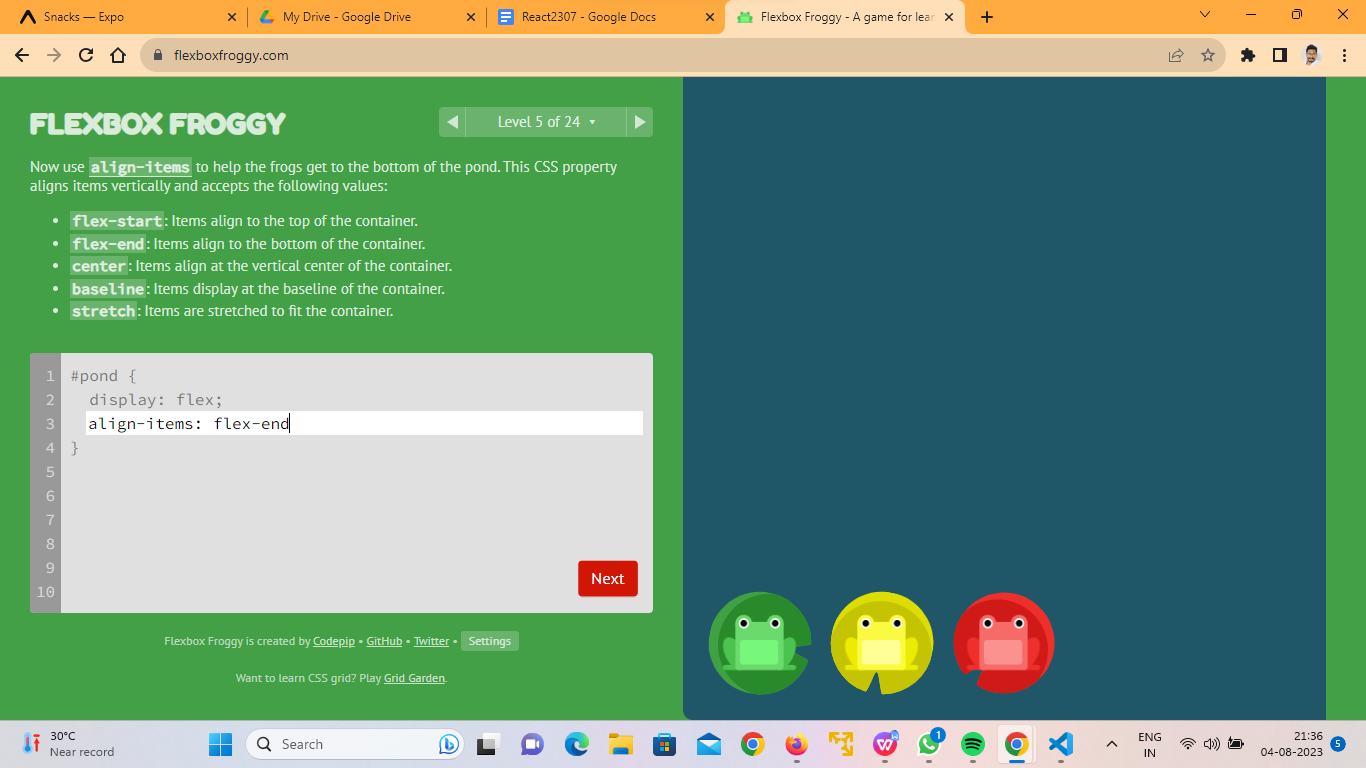 Snacks — Expo
My Drive - Google Drive
React2307 - Google Docs
Flexbox Froggy - A game for lear
flexboxfroggy.com
FLEXBOX FROGGY
Level 5 of 24
Now use align-items to help the frogs get to the bottom of the pond. This CSS property
aligns items vertically and accepts the following values:
• flex-start: Items align to the top of the container.
• flex-end: Items align to the bottom of the container.
• center: Items align at the vertical center of the container.
• baseline: Items display at the baseline of the container.
• stretch: Items are stretched to fit the container.
1 #pond {
2 display: flex;
3 align-items: flex-end
4 }
5
6
7
8
9
10
Next
Flexbox Froggy is created by Codepip • GitHub • Twitter • Settings
Want to learn CSS grid? Play Grid Garden.
30°C
Near record
Search
1
ENG
IN
21:36
04-08-2023
5